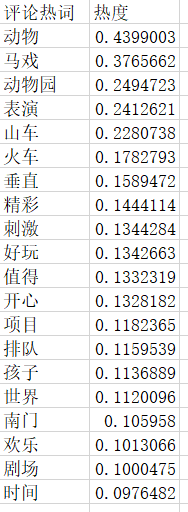 评论热词 热度
动物 0.4399003
马戏 0.3765662
动物园 0.2494723
表演 0.2412621
山车 0.2280738
火车 0.1782793
垂直 0.1589472
精彩 0.1444114
刺激 0.1344284
好玩 0.1342663
值得 0.1332319
开心 0.1328182
项目 0.1182365
排队 0.1159539
孩子 0.1136889
世界 0.1120096
南门 0.105958
欢乐 0.1013066
剧场 0.1000475
时间 0.0976482